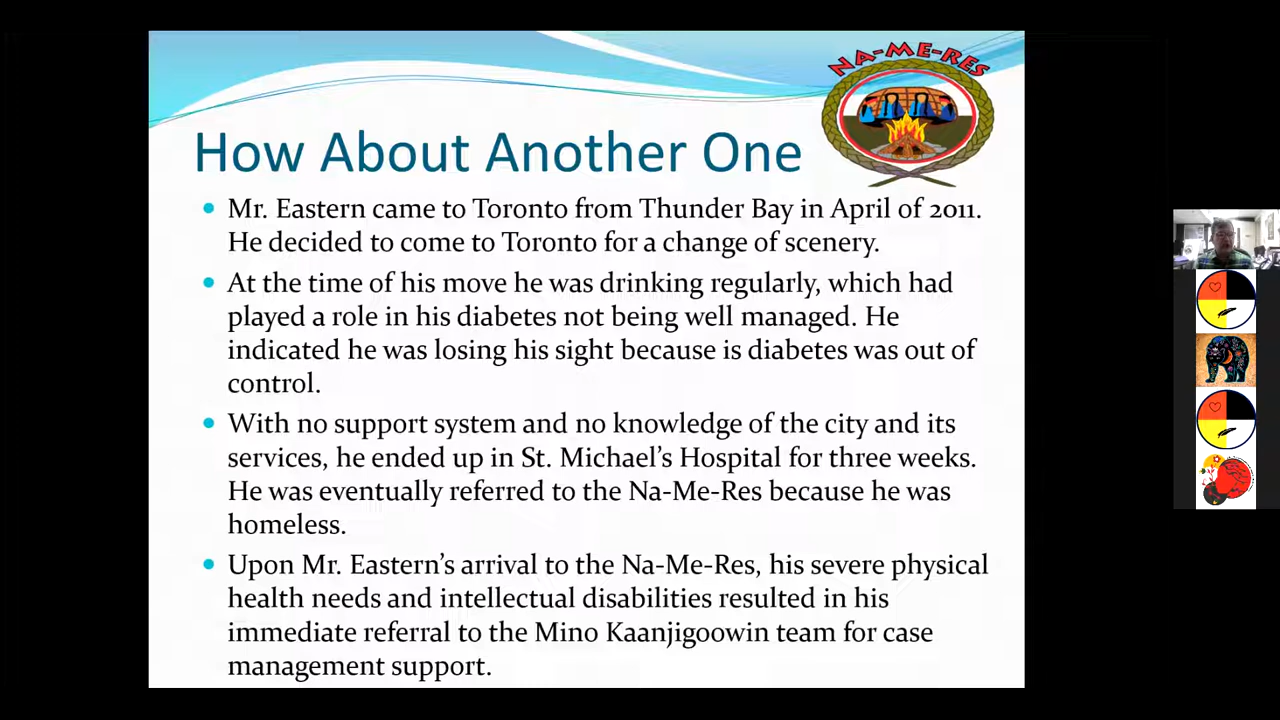 NA-ME-RES
How About Another One
• Mr. Eastern came to Toronto from Thunder Bay in April of 2011.
He decided to come to Toronto for a change of scenery.
• At the time of his move he was drinking regularly, which had
played a role in his diabetes not being well managed. He
indicated he was losing his sight because is diabetes was out of
control.
• With no support system and no knowledge of the city and its
services, he ended up in St. Michael's Hospital for three weeks.
He was eventually referred to the Na-Me-Res because he was
homeless.
• Upon Mr. Eastern's arrival to the Na-Me-Res, his severe physical
health needs and intellectual disabilities resulted in his
immediate referral to the Mino Kaanjigoowin team for case
management support.